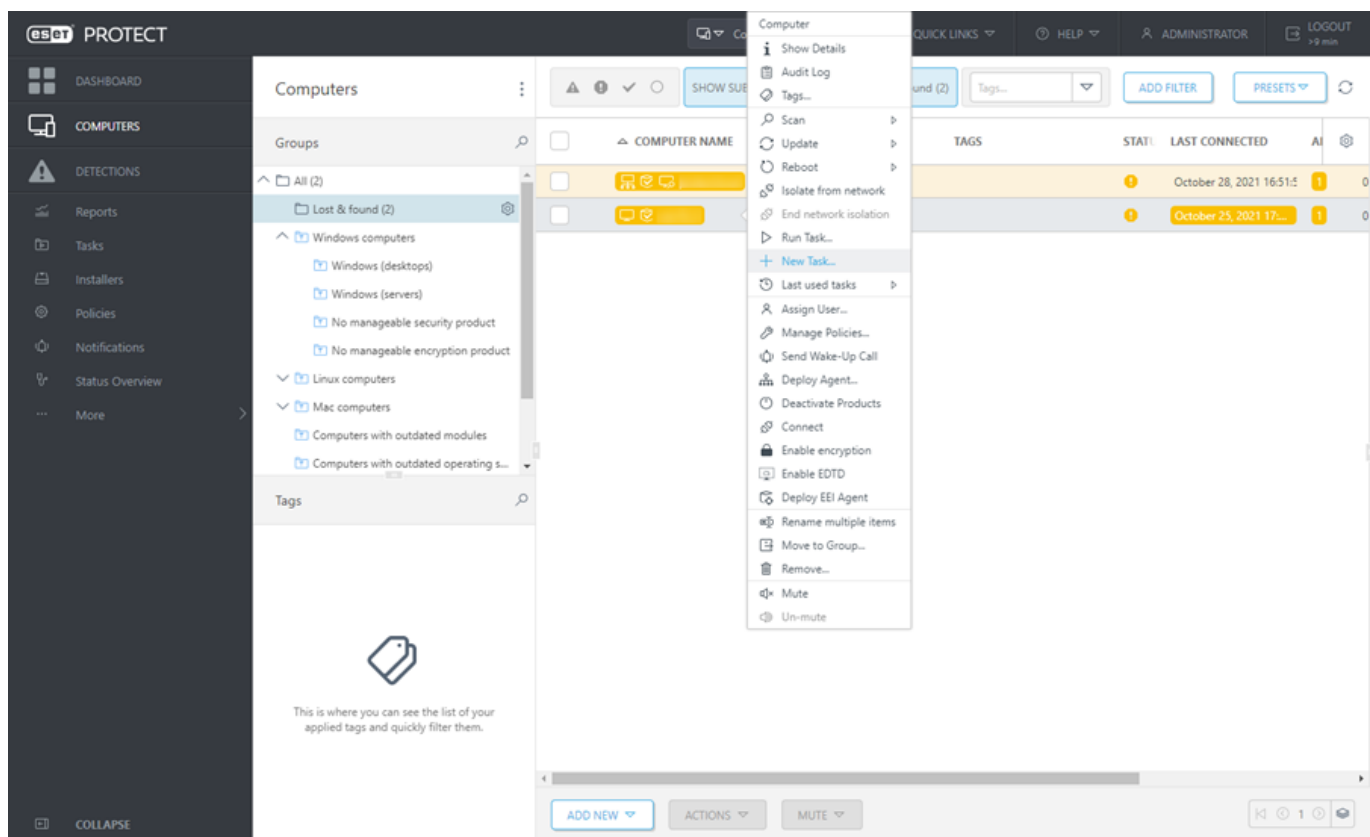 eset PROTECT
QUICK LINKS
HELP
ADMINISTRATOR
LOGOUT
>9 min
DASHBOARD
COMPUTERS
DETECTIONS
Reports
Tasks
Installers
Policies
Notifications
Status Overview
More
COLLAPSE
Computers
Groups
All (2)
Lost & found (2)
Windows computers
Windows (desktops)
Windows (servers)
No manageable security product
No manageable encryption product
Linux computers
Mac computers
Computers with outdated modules
Computers with outdated operating s...
Tags
This is where you can see the list of your
applied tags and quickly filter them.
SHOW
(2)
Tags...
ADD FILTER
PRESETS
COMPUTER NAME
TAGS
LAST CONNECTED
October 28, 2021 16:51:5
1
0
October 25, 2021 17:...
1
0
Computer
Show Details
Audit Log
Tags...
Scan
Update
Reboot
Isolate from network
End network isolation
Run Task...
New Task...
Last used tasks
Assign User...
Manage Policies...
Send Wake-Up Call
Deploy Agent...
Deactivate Products
Connect
Enable encryption
Enable EDTD
Deploy EEI Agent
Rename multiple items
Move to Group...
Remove...
Mute
Un-mute
ADD NEW
ACTIONS
MUTE
1